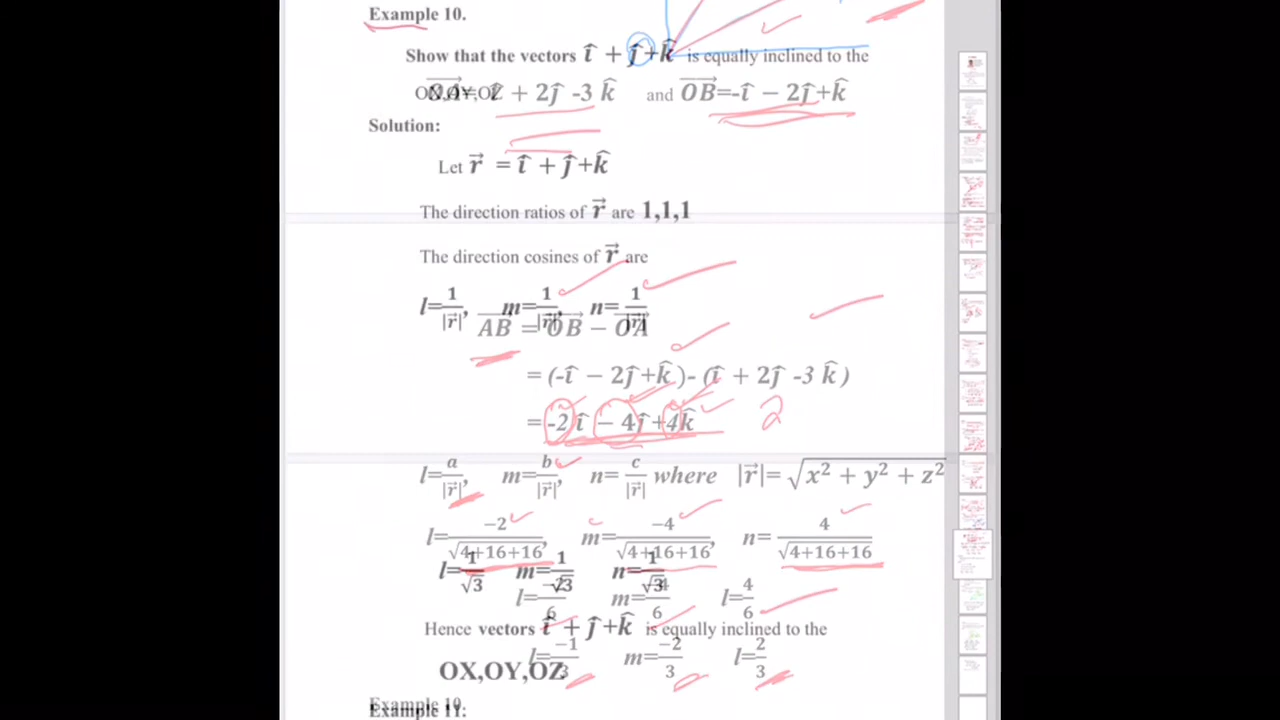 Example 10.
Show that the vectors î + ĵ + k̂ is equally inclined to the
OX,OY,OZ
= î + 2ĵ -3 k̂ and OB⃗=-î − 2ĵ+k̂
Solution:
Let r⃗ = î + ĵ+k̂
The direction ratios of r⃗ are 1,1,1
The direction cosines of r⃗ are
l=1/|r⃗|, m=1/|r⃗|, n=1/|r⃗|
AB⃗ = OB⃗ − OA⃗
= (-î − 2ĵ+k̂ )- (î + 2ĵ -3 k̂ )
= -2î − 4ĵ+4k̂ 2
l=a/|r⃗|, m=b/|r⃗|, n=c/|r⃗| where |r⃗|=√x² + y² + z²
l=−2/√4+16+16, m=−4/√4+16+16, n=4/√4+16+16
l=1/√3 m=1/√3 n=1/√3
l=−2/6 m=−4/6 l=4/6
Hence vectors î + ĵ+k̂ is equally inclined to the
l=−1/3 m=−2/3 l=2/3
OX,OY,OZ
Example 10.
Example 11: